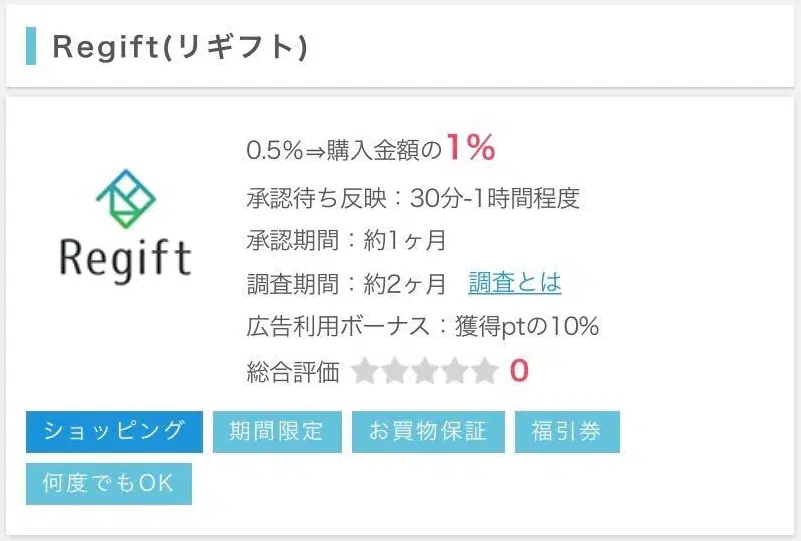 Regift(リギフト)
Regift
0.5%⇒購入金額の1%
承認待ち反映：30分-1時間程度
承認期間：約1ヶ月
調査期間：約2ヶ月 調査とは
広告利用ボーナス：獲得ptの10%
総合評価 ★★★★★ 0
ショッピング 期間限定 お買物保証 福引券
何度でもOK